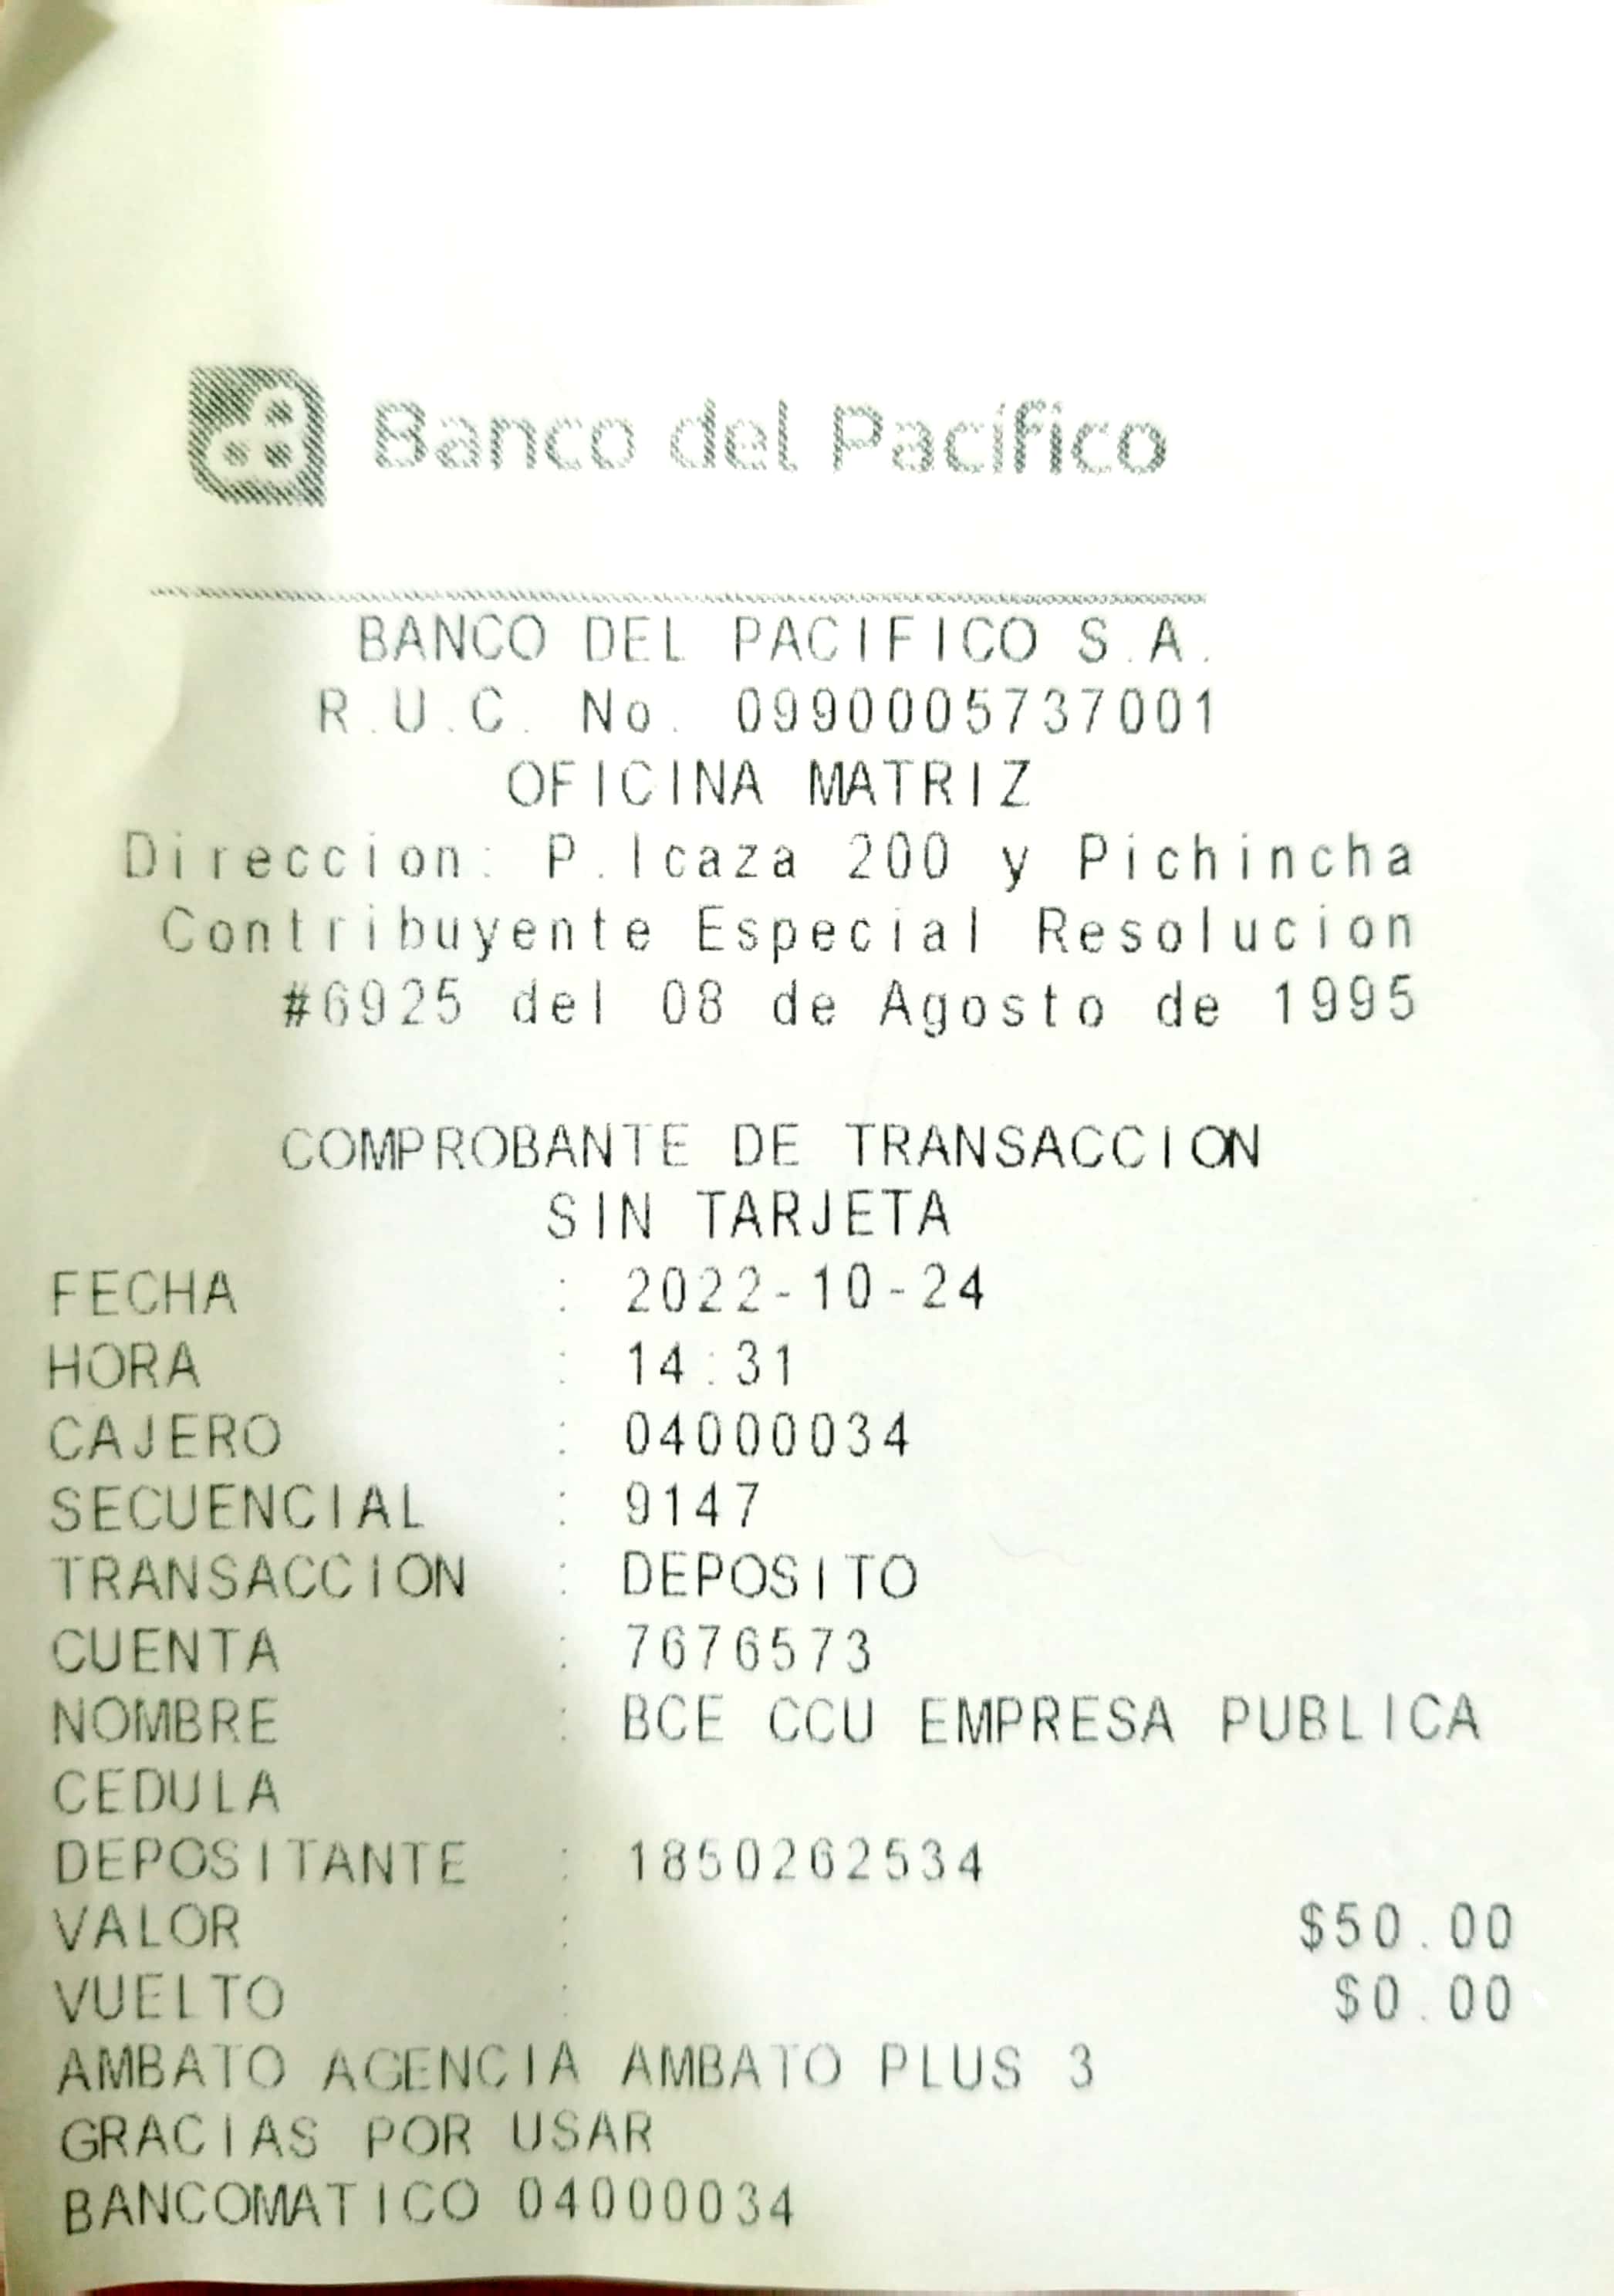 Banco del Pacífico
BANCO DEL PACIFICO S.A.
R.U.C. No. 0990005737001
OFICINA MATRIZ
Direccion: P.Icaza 200 y Pichincha
Contribuyente Especial Resolucion
#6925 del 08 de Agosto de 1995
COMPROBANTE DE TRANSACCION
SIN TARJETA
FECHA : 2022-10-24
HORA : 14:31
CAJERO : 04000034
SECUENCIAL : 9147
TRANSACCION : DEPOSITO
CUENTA : 7676573
NOMBRE : BCE CCU EMPRESA PUBLICA
CEDULA
DEPOSITANTE : 1850262534
VALOR : $50.00
VUELTO : $0.00
AMBATO AGENCIA AMBATO PLUS 3
GRACIAS POR USAR
BANCOMATICO 04000034